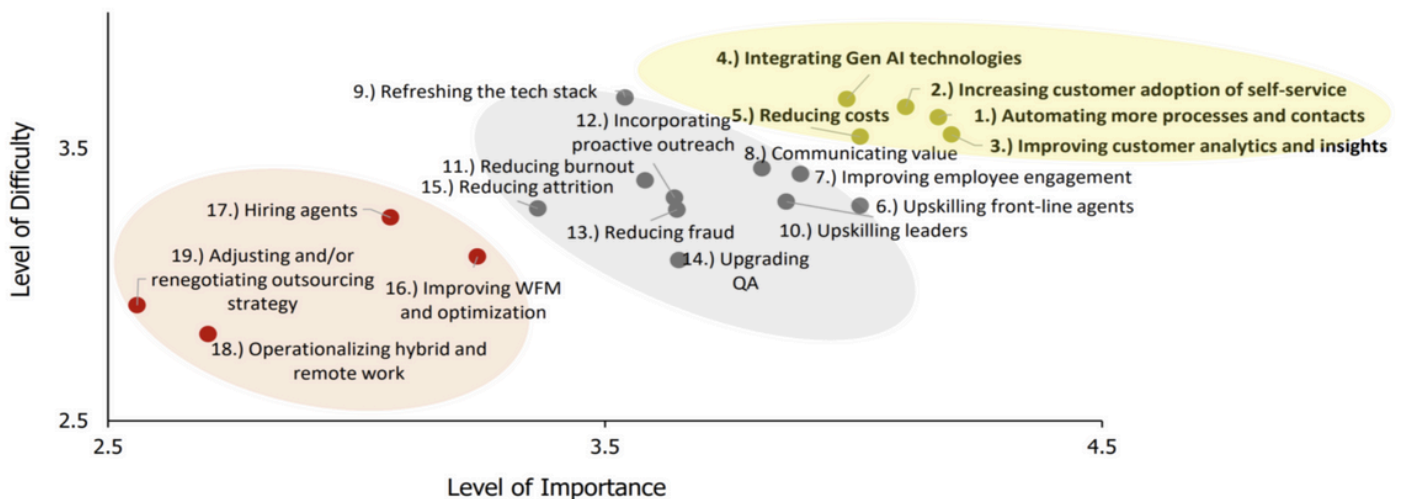 4.) Integrating Gen AI technologies
9.) Refreshing the tech stack
2.) Increasing customer adoption of self-service
12.) Incorporating
proactive outreach
5.) Reducing costs
1.) Automating more processes and contacts
3.) Improving customer analytics and insights
3.5
8.) Communicating value
11.) Reducing burnout
7.) Improving employee engagement
15.) Reducing attrition
6.) Upskilling front-line agents
17.) Hiring agents
13.) Reducing fraud
10.) Upskilling leaders
19.) Adjusting and/or
renegotiating outsourcing
strategy
14.) Upgrading
QA
16.) Improving WFM
and optimization
18.) Operationalizing hybrid and
remote work
Level of Difficulty
2.5
2.5
3.5
4.5
Level of Importance